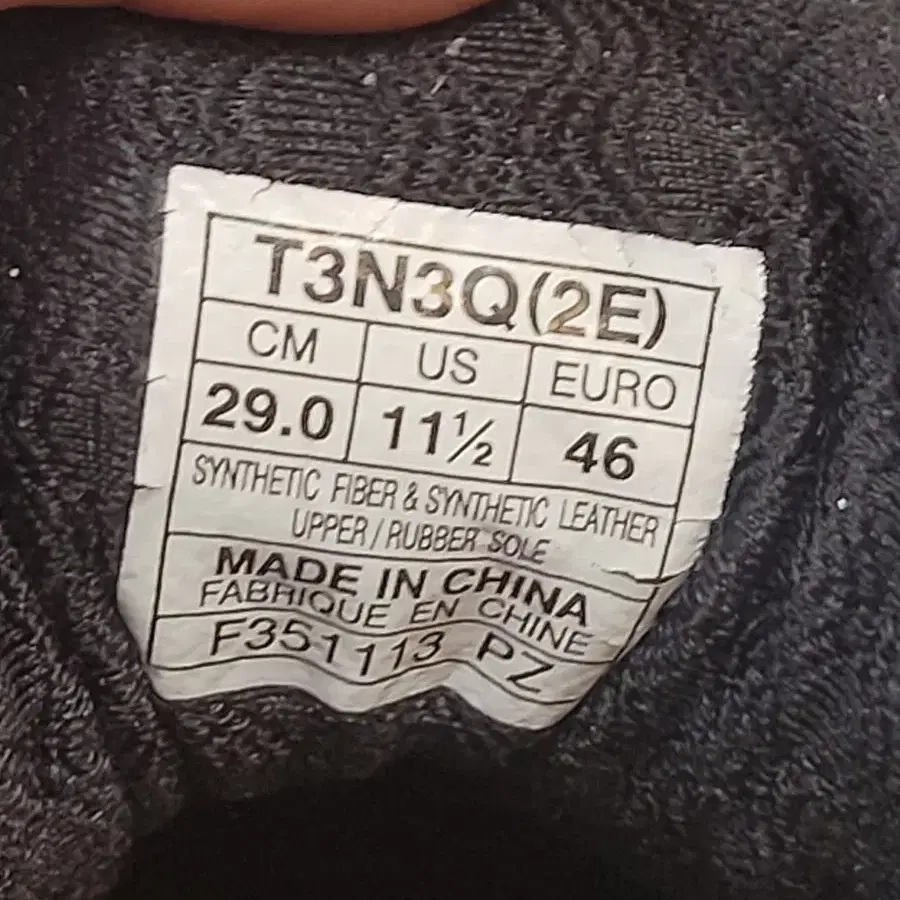 T3N3Q(2E)
CM US EURO
29.0 11½ 46
SYNTHETIC FIBER & SYNTHETIC LEATHER
UPPER / RUBBER SOLE
MADE IN CHINA
FABRIQUE EN CHINE
F351113 PZ